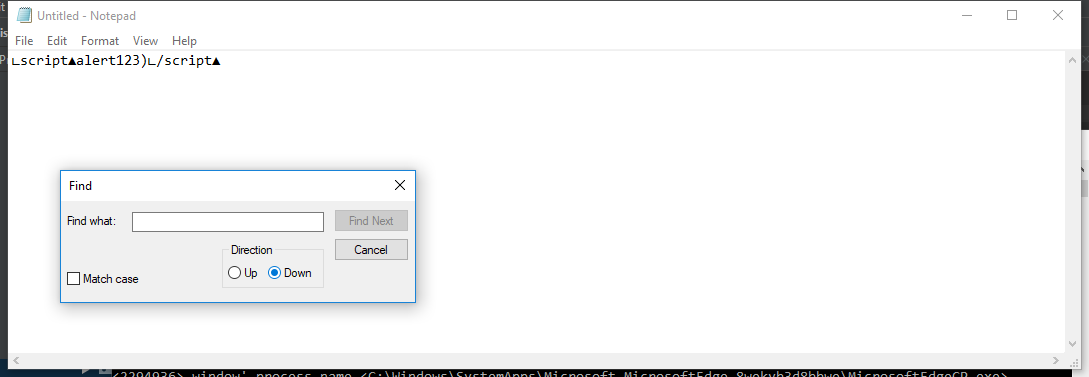 Untitled - Notepad
File Edit Format View Help
∟script▲alert123)∟/script▲
Find
Find what:
Find Next
Direction
Cancel
Up Down
Match case
<2294936> window' process name <C:\Windows\SystemApps\Microsoft.MicrosoftEdge_8wekyb3d8bbwe\MicrosoftEdgeCP.exe>